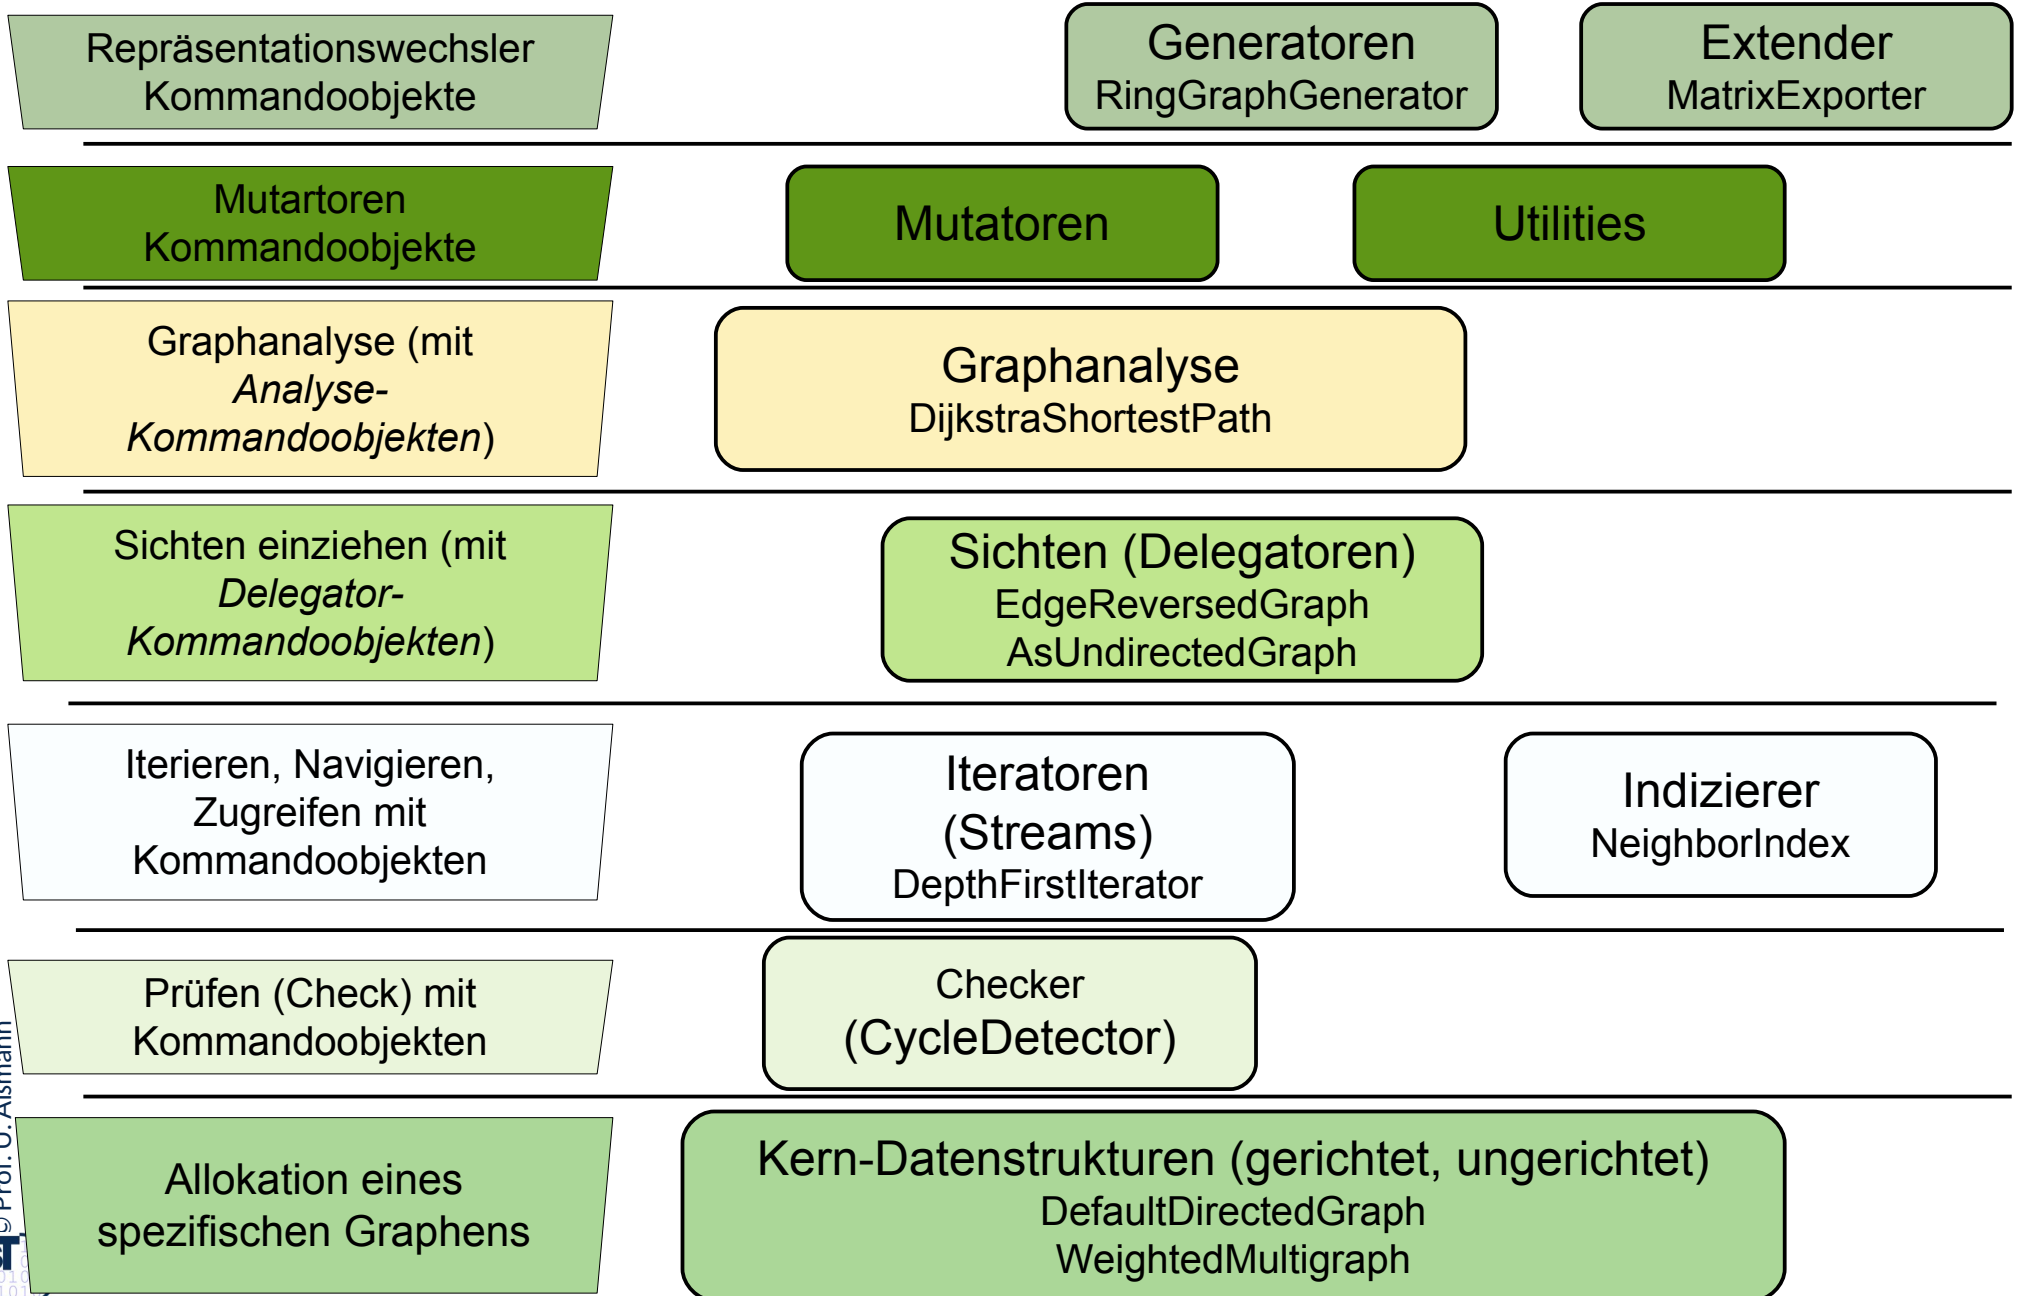 Repräsentationswechsler
Kommandoobjekte
Generatoren
RingGraphGenerator
Extender
MatrixExporter
Mutartoren
Kommandoobjekte
Mutatoren
Utilities
Graphanalyse (mit
Analyse-
Kommandoobjekten)
Graphanalyse
DijkstraShortestPath
Sichten einziehen (mit
Delegator-
Kommandoobjekten)
Sichten (Delegatoren)
EdgeReversedGraph
AsUndirectedGraph
Iterieren, Navigieren,
Zugreifen mit
Kommandoobjekten
Iteratoren
(Streams)
DepthFirstIterator
Indizierer
NeighborIndex
Prüfen (Check) mit
Kommandoobjekten
Checker
(CycleDetector)
Allokation eines
spezifischen Graphens
Kern-Datenstrukturen (gerichtet, ungerichtet)
DefaultDirectedGraph
WeightedMultigraph
© Prof. U. Aßmann